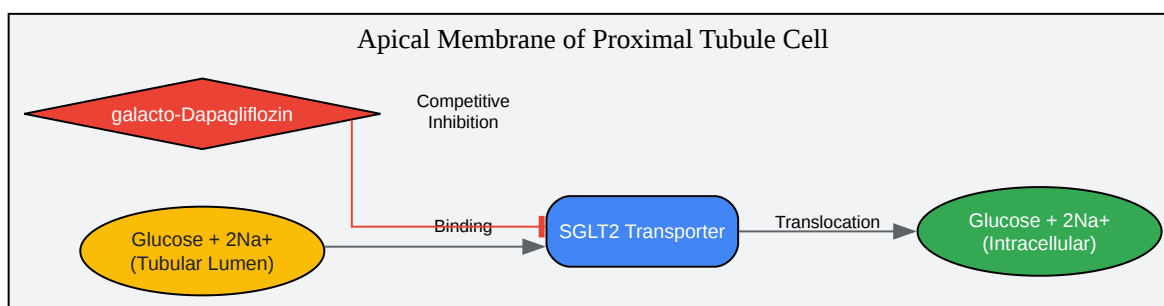 Apical Membrane of Proximal Tubule Cell
galacto-Dapagliflozin
Competitive
Inhibition
Glucose + 2Na+
(Tubular Lumen)
Binding
SGLT2 Transporter
Translocation
Glucose + 2Na+
(Intracellular)